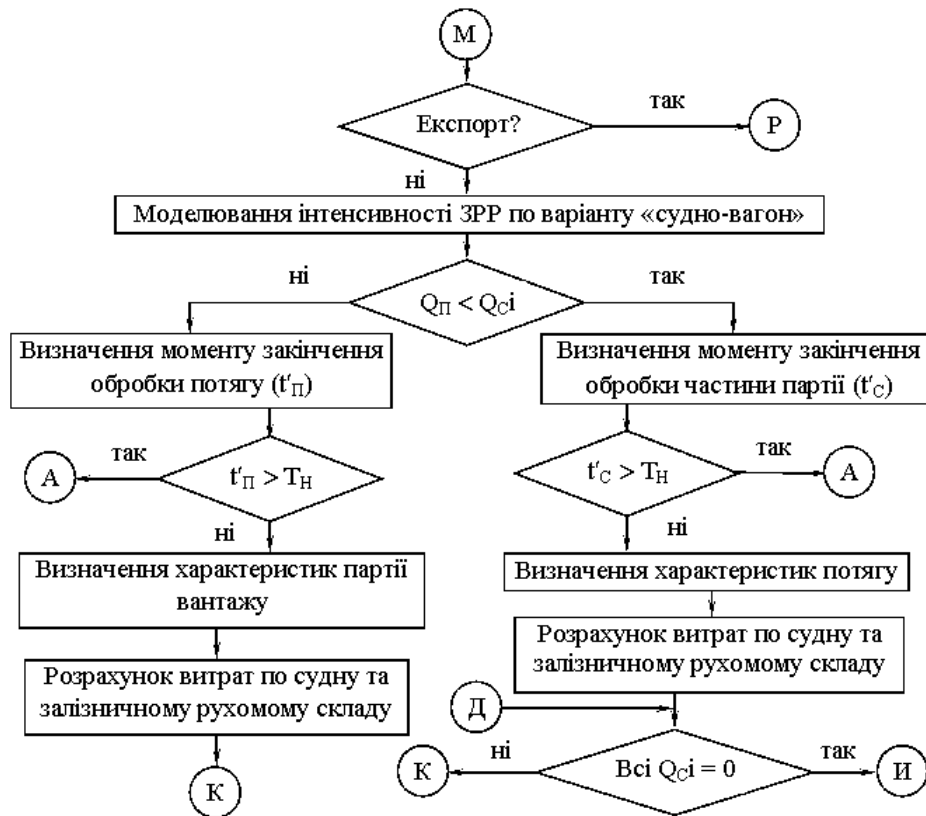 М
Експорт?
так
Р
ні
Моделювання інтенсивності ЗРР по варіанту «судно-вагон»
ні
Q_П < Q_Сi
так
Визначення моменту закінчення
обробки потягу (t'_П)
Визначення моменту закінчення
обробки частини партії (t'_С)
А
так
t'_П > T_Н
ні
t'_С > T_Н
так
А
ні
Визначення характеристик партії
вантажу
Визначення характеристик потягу
Розрахунок витрат по судну та
залізничному рухомому складу
Розрахунок витрат по судну та
залізничному рухомому складу
Д
К
К
ні
Всі Q_Сi = 0
так
И